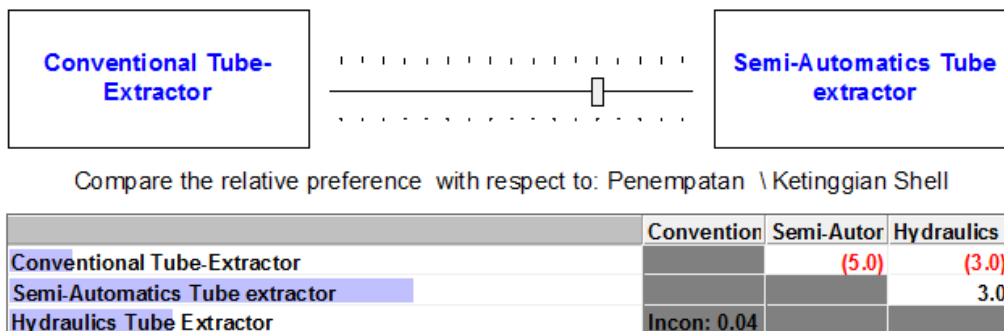 Conventional Tube-
Extractor
Semi-Automatics Tube
extractor
Compare the relative preference with respect to: Penempatan \ Ketinggian Shell
Convention Semi-Autor Hydraulics
Conventional Tube-Extractor (5.0) (3.0)
Semi-Automatics Tube extractor 3.0
Hydraulics Tube Extractor Incon: 0.04